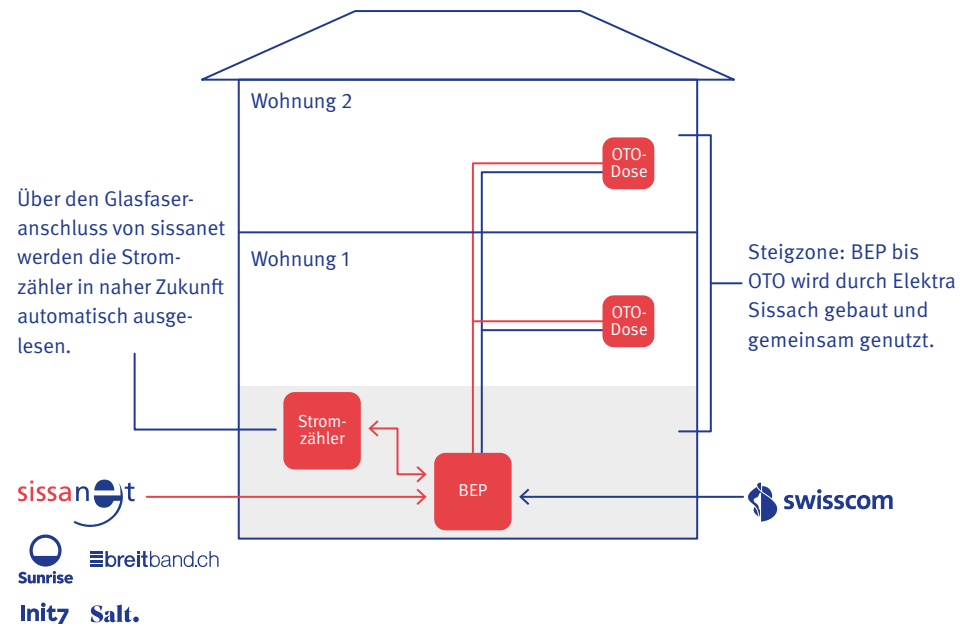 Wohnung 2
OTO-
Dose
Über den Glasfaser-
anschluss von sissanet
werden die Strom-
zähler in naher Zukunft
automatisch ausge-
lesen.
Wohnung 1
Steigzone: BEP bis
OTO wird durch Elektra
Sissach gebaut und
gemeinsam genutzt.
OTO-
Dose
Strom-
zähler
BEP
sissanet
swisscom
Sunrise
breitband.ch
Init7
Salt.